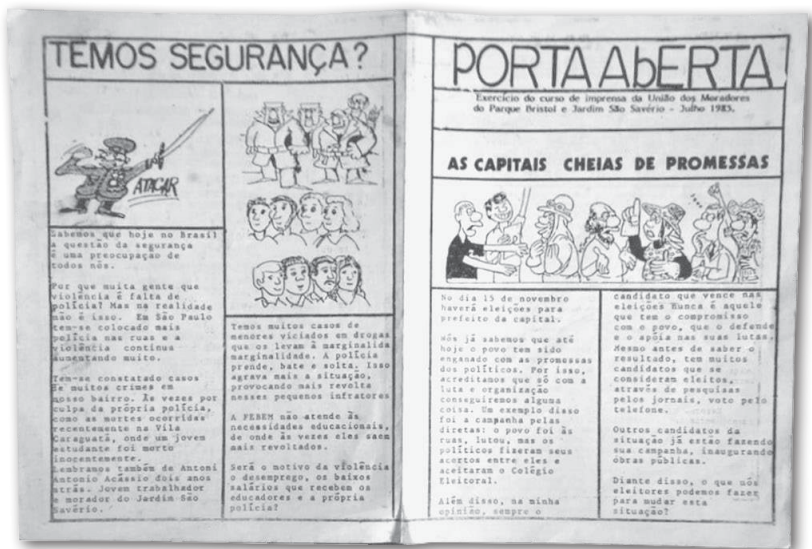 TEMOS SEGURANÇA?
ATACAR
Sabemos que hoje no Brasil
a questão da segurança
é uma preocupação de
todos nós.
Por que muita gente que
violência é falta de
polícia? Mas na realidade
não é isso. Em São Paulo
tem-se colocado mais
polícia nas ruas e a
violência continua
aumentando muito.
Tem-se constatado casos
de muitos crimes em
nosso bairro. Às vezes por
culpa da própria polícia,
como as mortes ocorridas
recentemente na Vila
Caraguatá, onde um jovem
estudante foi morto
inocentemente.
Lembramos também de Antoni
Antonio Acássio dois anos
atrás. Jovem trabalhador
e morador do Jardim São
Savério.
Temos muitos casos de
menores viciados em drogas
que os levam à marginalida
marginalidade. A polícia
prende, bate e solta. Isso
agrava mais a situação,
provocando mais revolta
nesses pequenos infratores
A FEBEM não atende às
necessidades educacionais,
de onde às vezes eles saem
mais revoltados.
Será o motivo da violência
o desemprego, os baixos
salários que recebem os
educadores e a própria
polícia?
PORTA AbERTA
Exercício do curso de imprensa da União dos Moradores
do Parque Bristol e Jardim São Savério - Julho 1985.
AS CAPITAIS CHEIAS DE PROMESSAS
No dia 15 de novembro
haverá eleições para
prefeito da capital.
Nós já sabemos que até
hoje o povo tem sido
enganado com as promessas
dos políticos. Por isso,
acreditamos que só com a
luta e organização
conseguiremos alguma
coisa. Um exemplo disso
foi a campanha pelas
diretas: o povo foi às
ruas, lutou, mas os
políticos fizeram seus
acertos entre eles e
aceitaram o Colégio
Eleitoral.
Além disso, na minha
opinião, sempre o
candidato que vence nas
eleições nunca é aquele
que tem o compromisso
com o povo, que o defende
e o apoia nas suas lutas.
Mesmo antes de saber o
resultado, tem muitos
candidatos que se
consideram eleitos,
através de pesquisas
pelos jornais, voto pelo
telefone.
Outros candidatos da
situação já estão fazendo
sua campanha, inaugurando
obras públicas.
Diante disso, o que nós
eleitores podemos fazer
para mudar esta
situação?